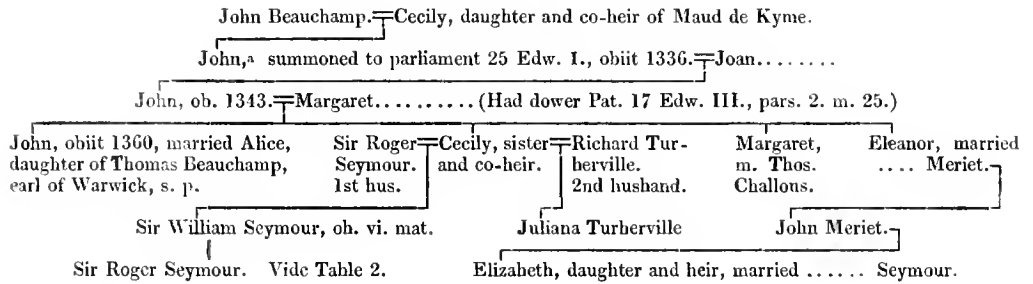 John Beauchamp.=Cecily, daughter and co-heir of Maud de Kyme.
John,a summoned to parliament 25 Edw. I., obiit 1336.=Joan........
John, ob. 1343.=Margaret..........(Had dower Pat. 17 Edw. III., pars. 2. m. 25.)
John, obiit 1360, married Alice, daughter of Thomas Beauchamp, earl of Warwick, s. p.
Sir Roger Seymour. 1st hus.
=Cecily, sister and co-heir.=
Richard Turberville. 2nd husband.
Margaret, m. Thos. Challons.
Eleanor, married .... Meriet.
Sir William Seymour, ob. vi. mat.
Juliana Turberville
John Meriet.
Sir Roger Seymour. Vide Table 2.
Elizabeth, daughter and heir, married ...... Seymour.